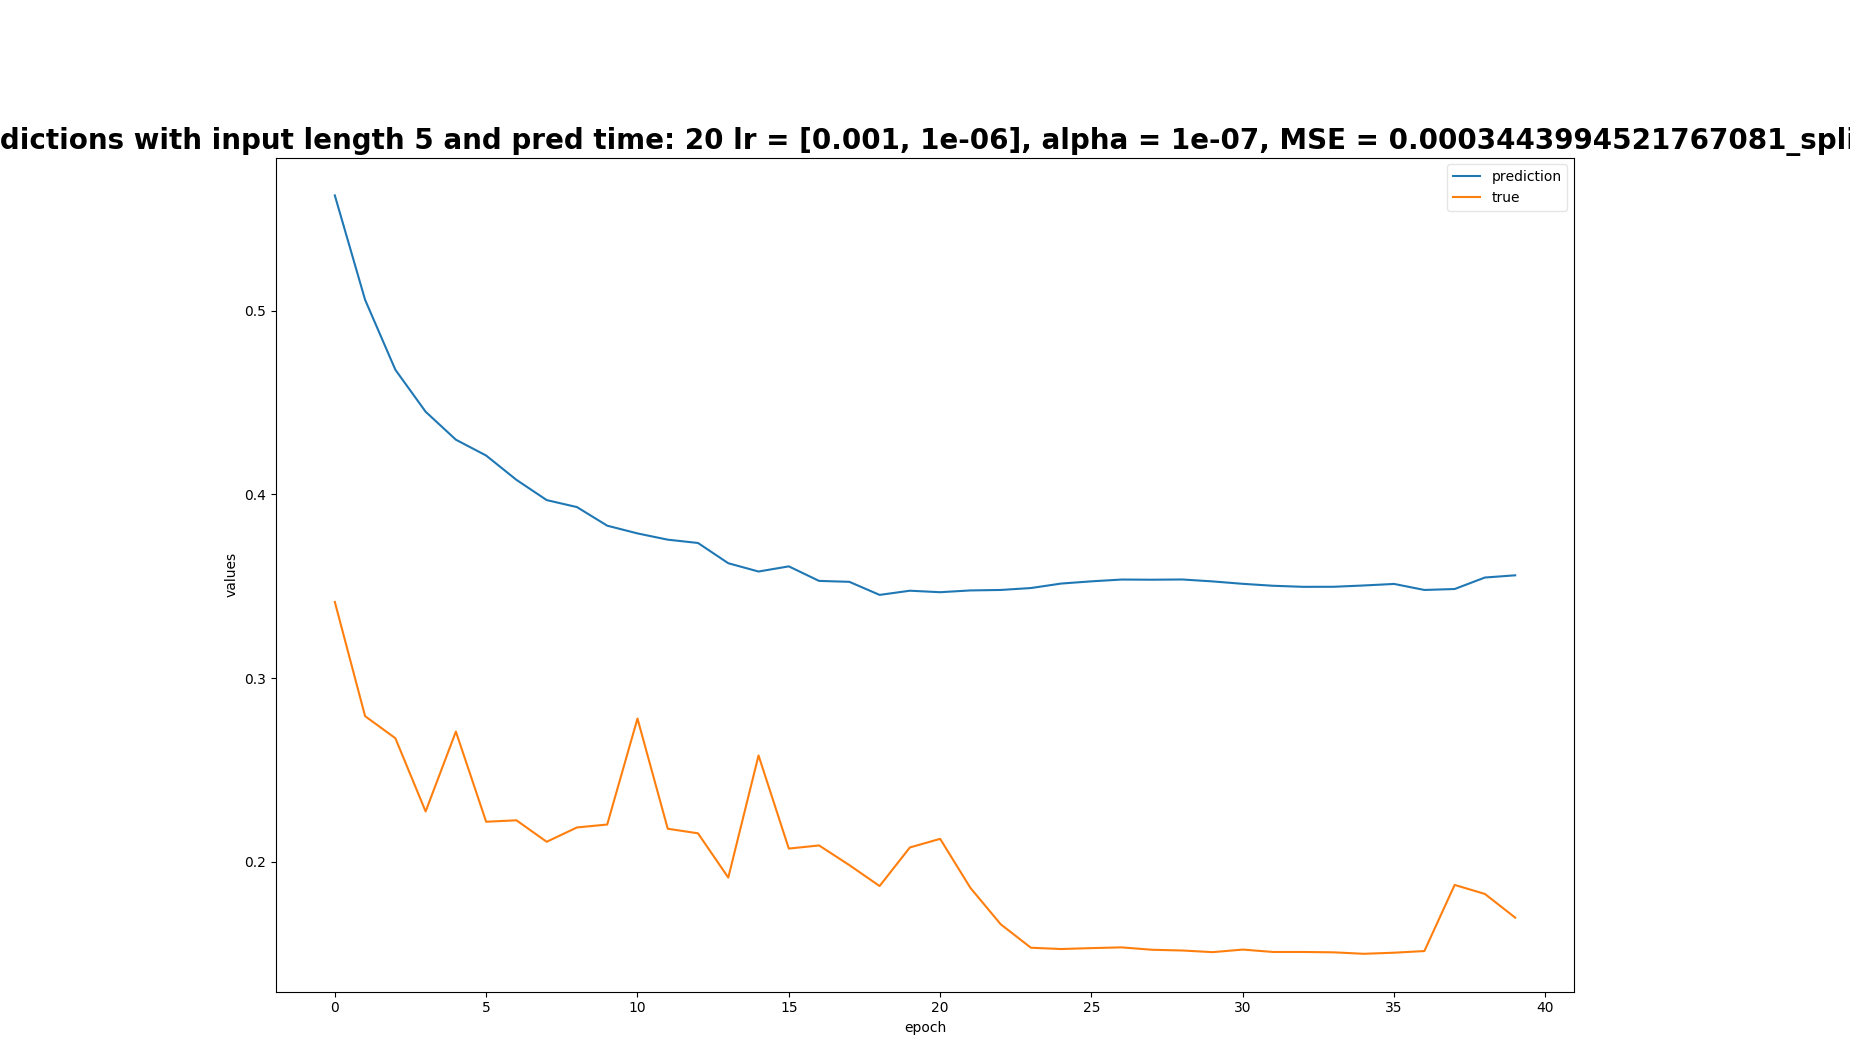 dictions with input length 5 and pred time: 20 lr = [0.001, 1e-06], alpha = 1e-07, MSE = 0.0003443994521767081_spli
prediction
true
0.5
0.4
0.3
0.2
values
0
5
10
15
20
25
30
35
40
epoch